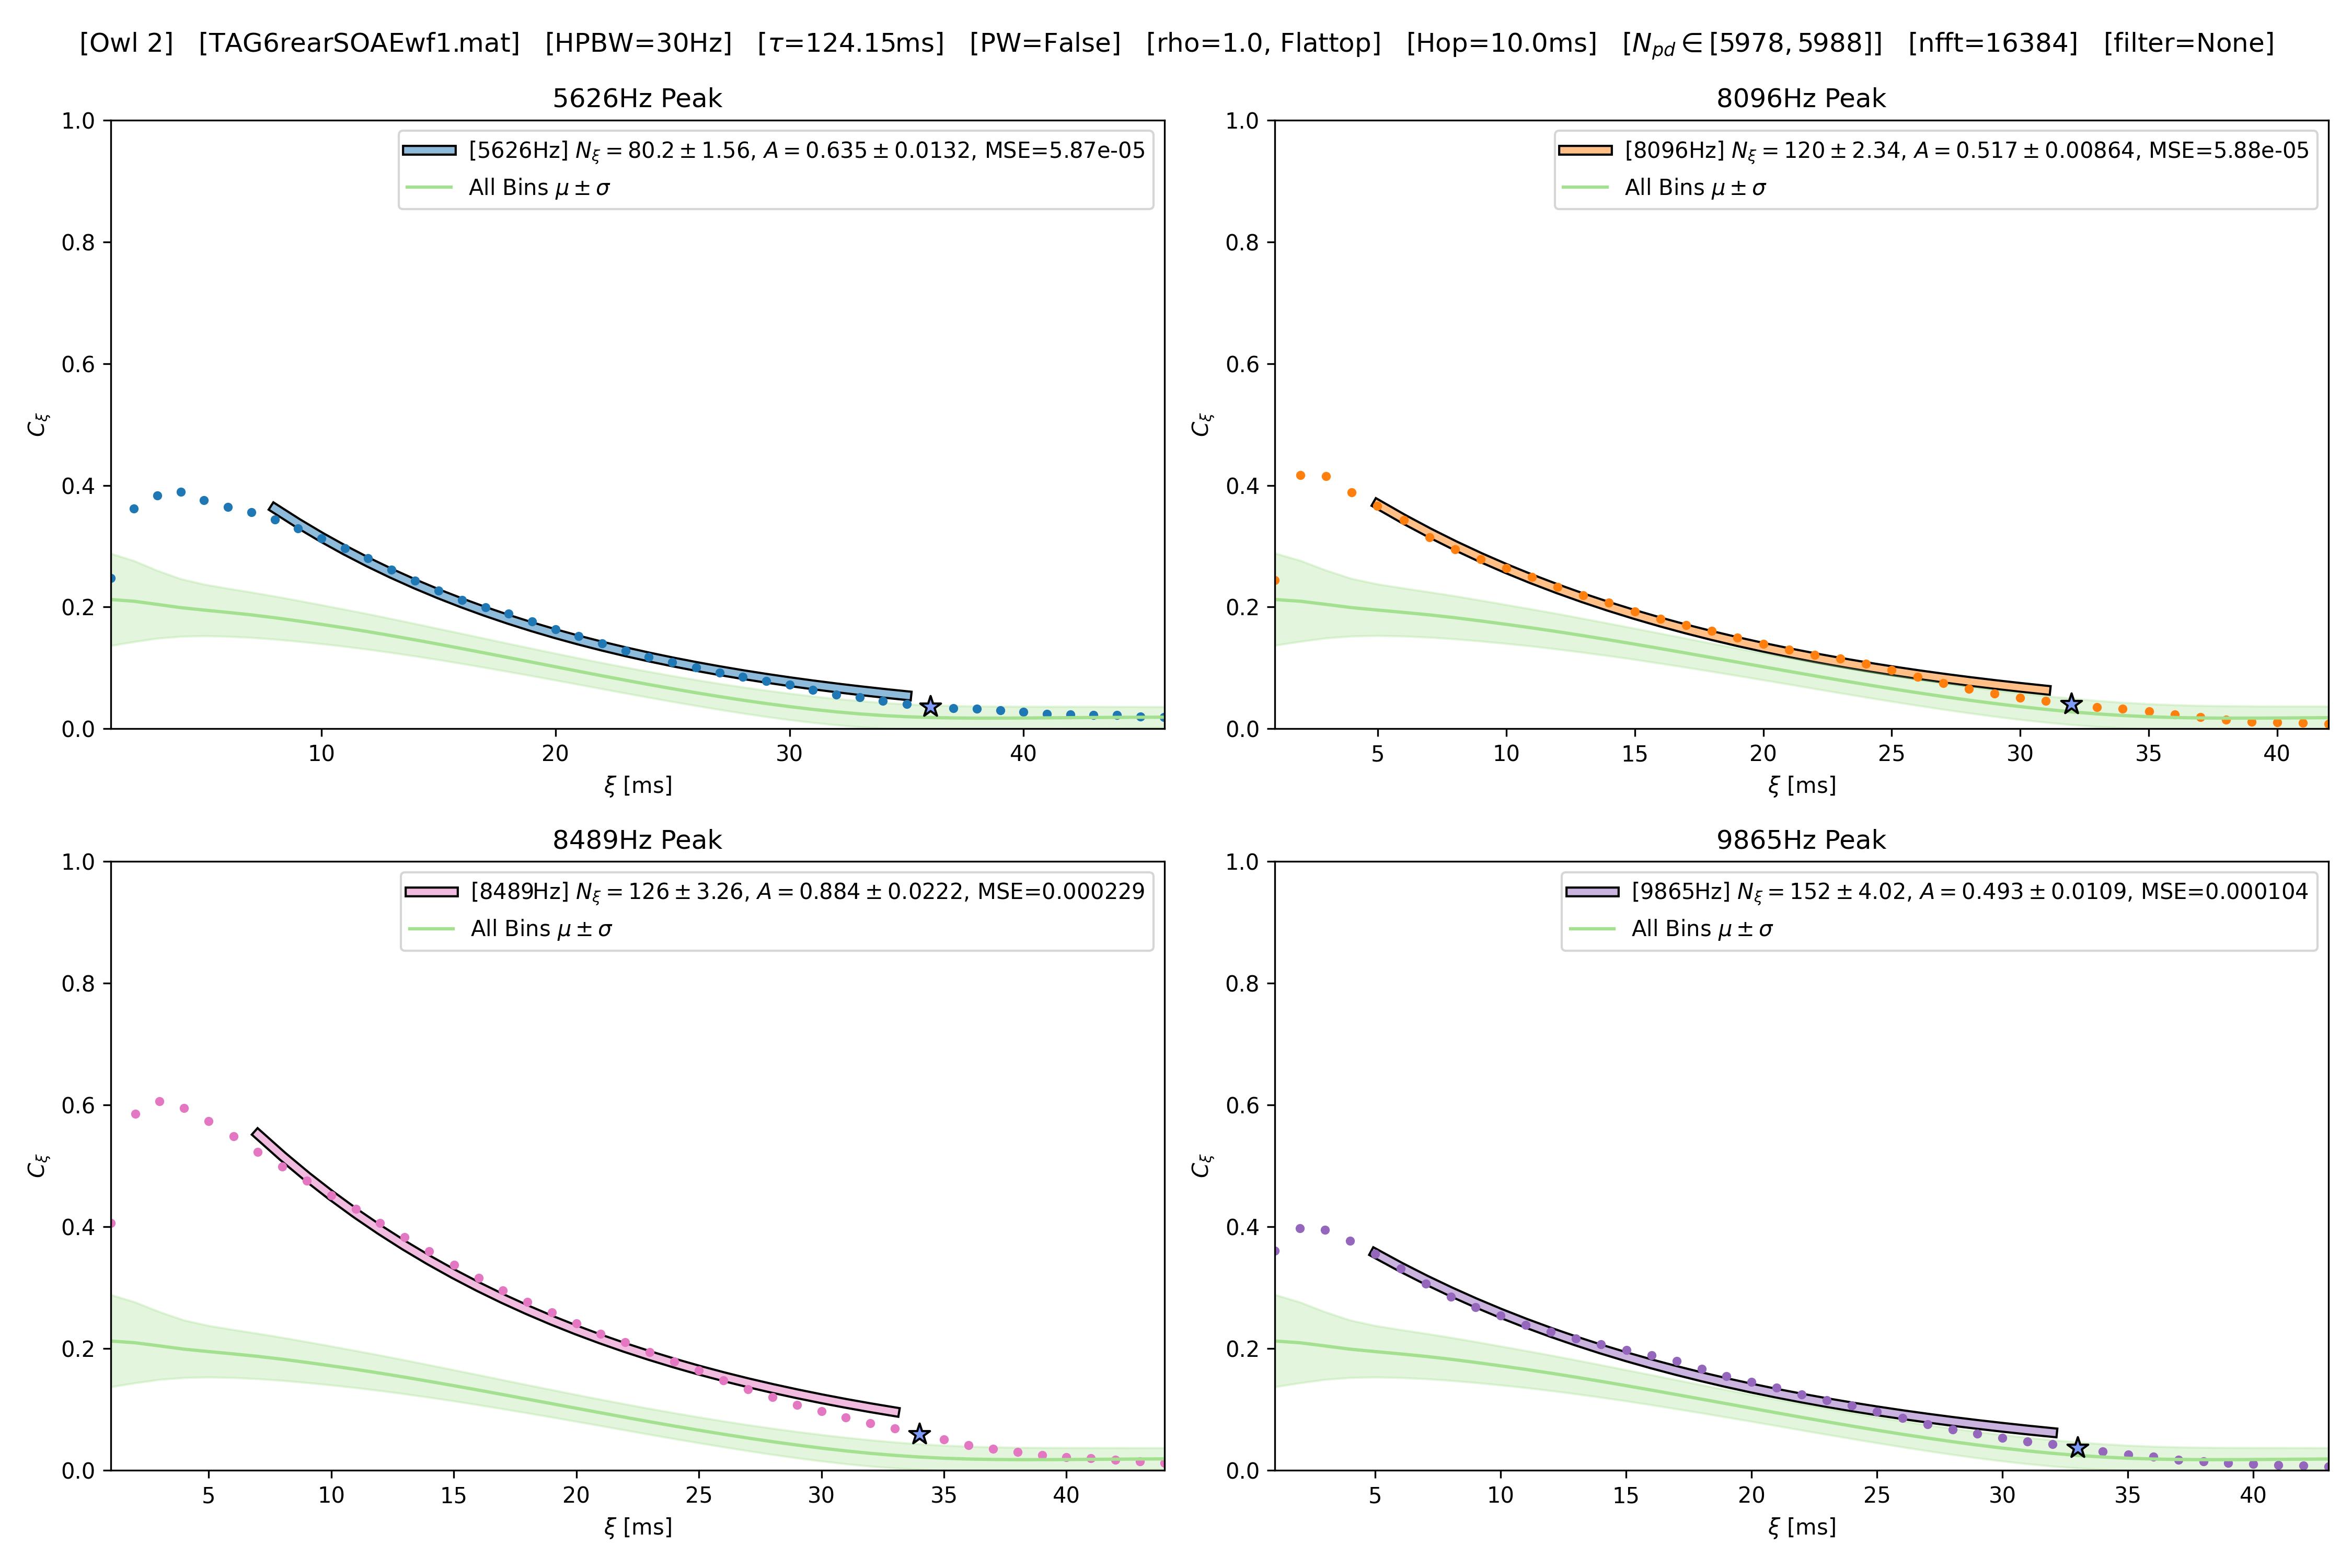 [Owl 2] [TAG6rearSOAEwf1.mat] [HPBW=30Hz] [τ=124.15ms] [PW=False] [rho=1.0, Flattop] [Hop=10.0ms] [N_pd ∈ [5978, 5988]] [nfft=16384] [filter=None]
5626Hz Peak
[5626Hz] N_ξ = 80.2 ± 1.56, A = 0.635 ± 0.0132, MSE=5.87e-05
All Bins μ ± σ
1.0
0.8
0.6
0.4
0.2
0.0
C_ξ
10 20 30 40
ξ [ms]
8096Hz Peak
[8096Hz] N_ξ = 120 ± 2.34, A = 0.517 ± 0.00864, MSE=5.88e-05
All Bins μ ± σ
1.0
0.8
0.6
0.4
0.2
0.0
C_ξ
5 10 15 20 25 30 35 40
ξ [ms]
8489Hz Peak
[8489Hz] N_ξ = 126 ± 3.26, A = 0.884 ± 0.0222, MSE=0.000229
All Bins μ ± σ
1.0
0.8
0.6
0.4
0.2
0.0
C_ξ
5 10 15 20 25 30 35 40
ξ [ms]
9865Hz Peak
[9865Hz] N_ξ = 152 ± 4.02, A = 0.493 ± 0.0109, MSE=0.000104
All Bins μ ± σ
1.0
0.8
0.6
0.4
0.2
0.0
C_ξ
5 10 15 20 25 30 35 40
ξ [ms]